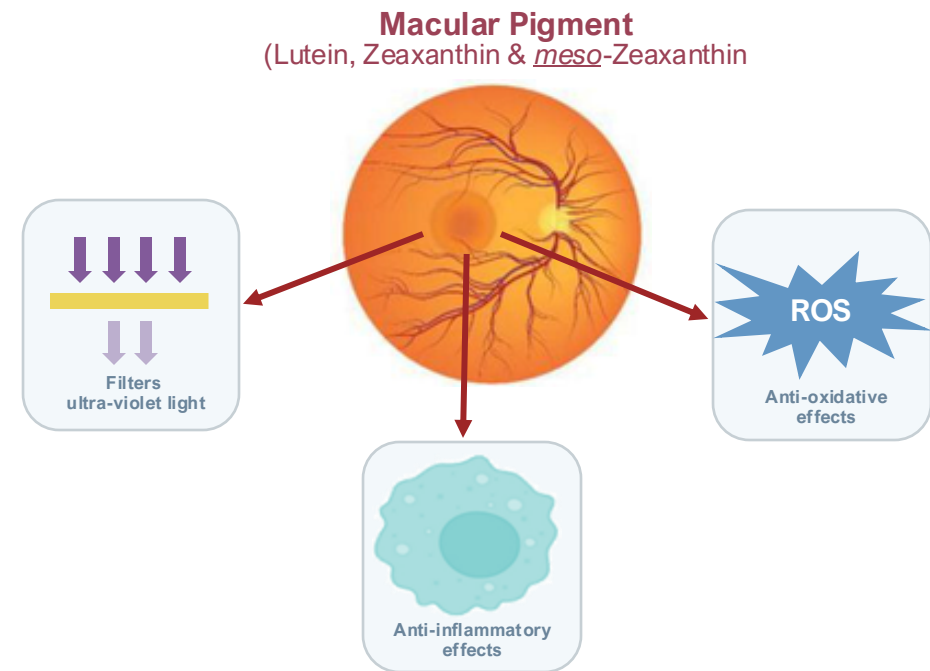 Macular Pigment
(Lutein, Zeaxanthin & meso-Zeaxanthin
Filters
ultra-violet light
ROS
Anti-oxidative
effects
Anti-inflammatory
effects